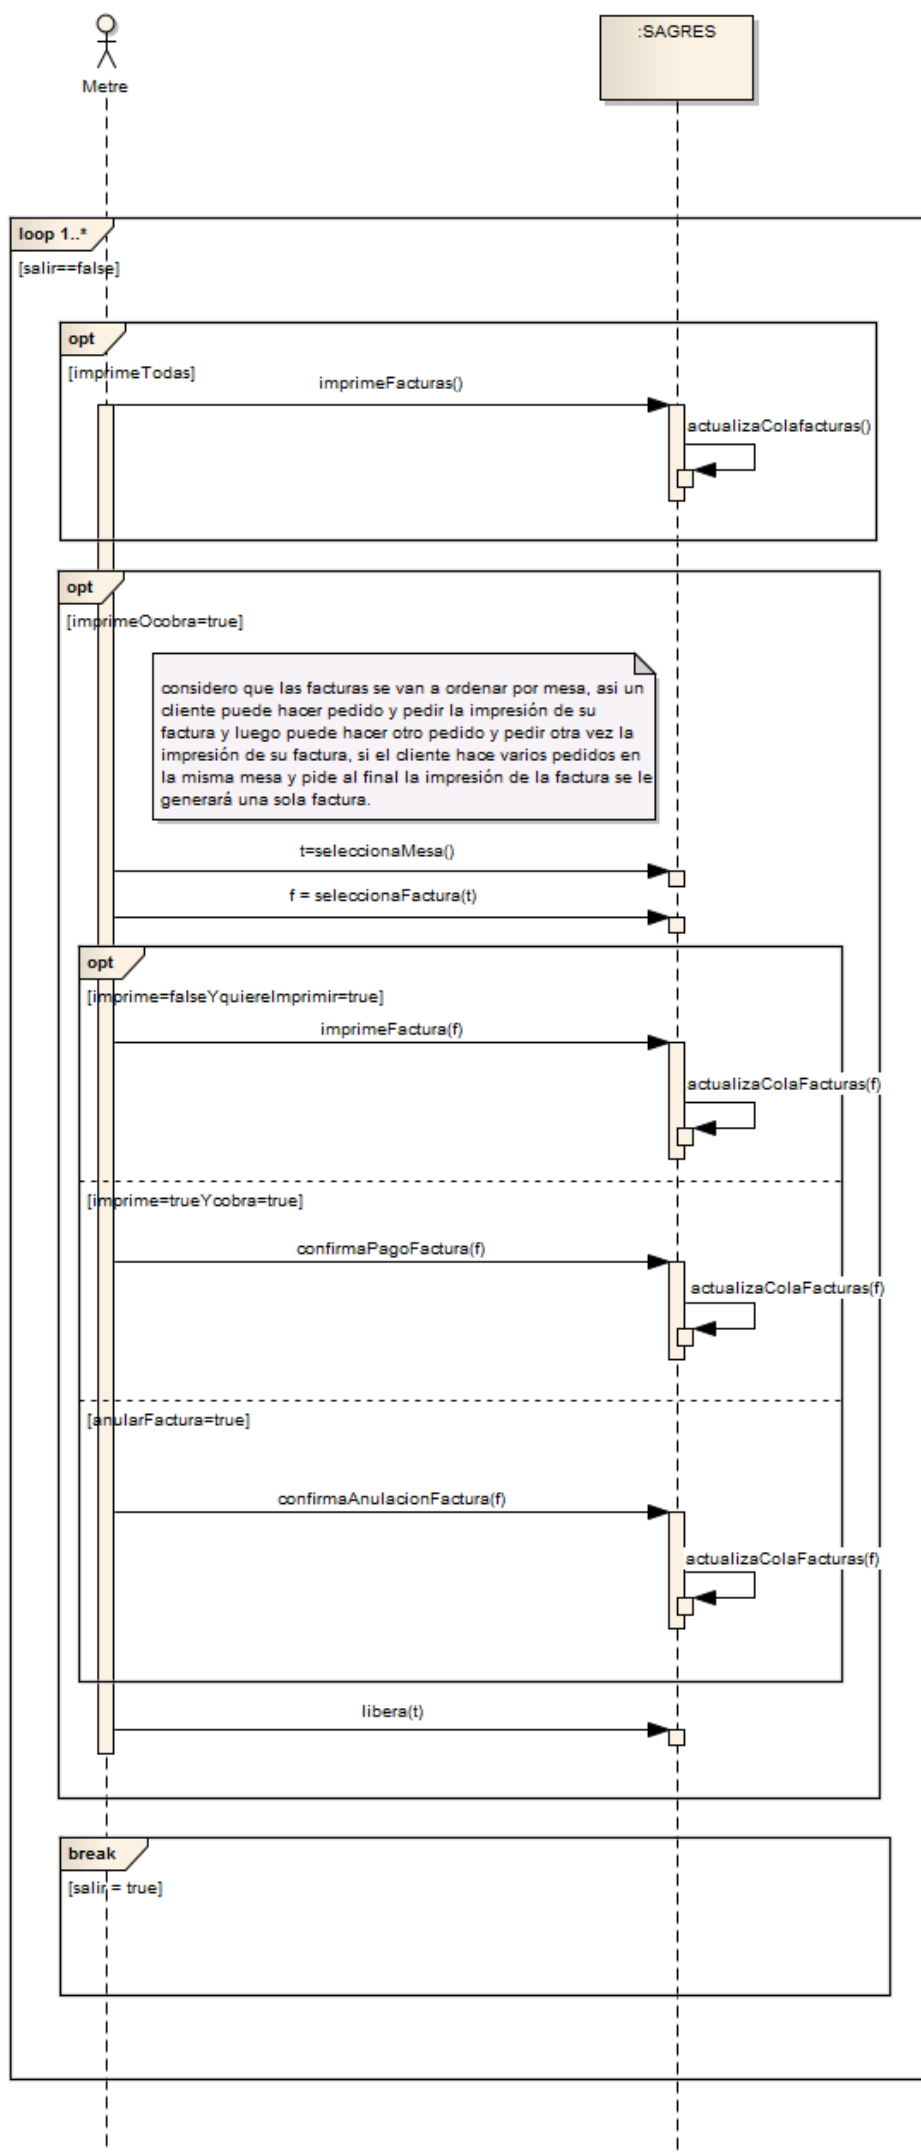 :SAGRES
Metre
loop 1..*
[salir==false]
opt
[imprimeTodas]
imprimeFacturas()
actualizaColafacturas()
opt
[imprimeOcobra=true]
considero que las facturas se van a ordenar por mesa, asi un
cliente puede hacer pedido y pedir la impresión de su
factura y luego puede hacer otro pedido y pedir otra vez la
impresión de su factura, si el cliente hace varios pedidos en
la misma mesa y pide al final la impresión de la factura se le
generará una sola factura.
t=seleccionaMesa()
f = seleccionaFactura(t)
opt
[imprime=falseYquiereImprimir=true]
imprimeFactura(f)
actualizaColaFacturas(f)
[imprime=trueYcobra=true]
confirmaPagoFactura(f)
actualizaColaFacturas(f)
[anularFactura=true]
confirmaAnulacionFactura(f)
actualizaColaFacturas(f)
libera(t)
break
[salir = true]